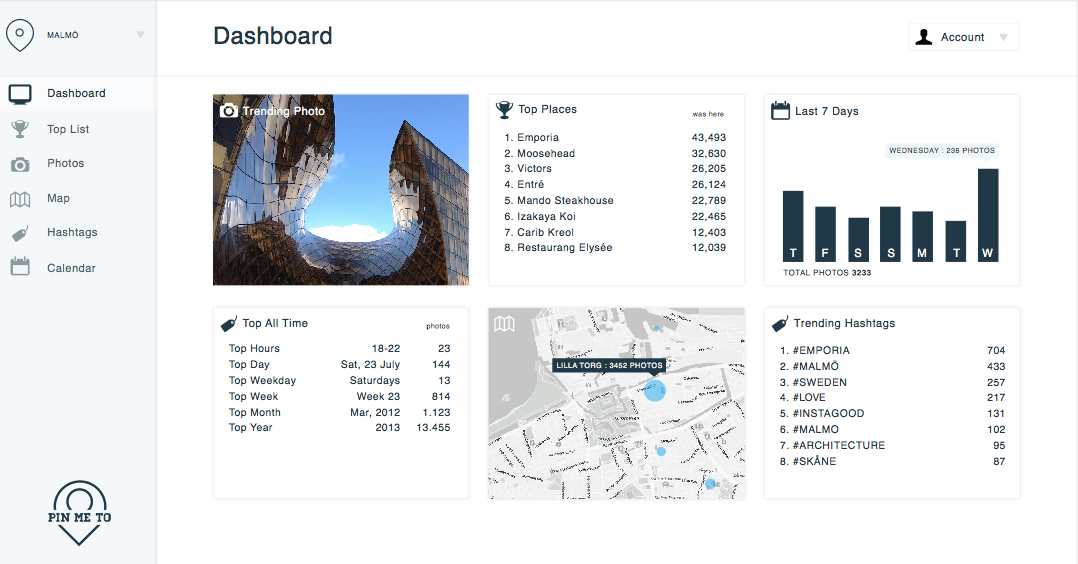 MALMÖ
Dashboard
Account
Dashboard
Top List
Photos
Map
Hashtags
Calendar
PIN ME TO
Trending Photo
Top Places
was here
1. Emporia 43,493
2. Moosehead 32,630
3. Victors 26,205
4. Entré 26,124
5. Mando Steakhouse 22,789
6. Izakaya Koi 22,465
7. Carib Kreol 12,403
8. Restaurang Elysée 12,039
Last 7 Days
WEDNESDAY : 238 PHOTOS
T F S S M T W
TOTAL PHOTOS 3233
Top All Time
photos
Top Hours 18-22 23
Top Day Sat, 23 July 144
Top Weekday Saturdays 13
Top Week Week 23 814
Top Month Mar, 2012 1.123
Top Year 2013 13.455
LILLA TORG : 3452 PHOTOS
Trending Hashtags
1. #EMPORIA 704
2. #MALMÖ 433
3. #SWEDEN 257
4. #LOVE 217
5. #INSTAGOOD 131
6. #MALMO 102
7. #ARCHITECTURE 95
8. #SKÅNE 87